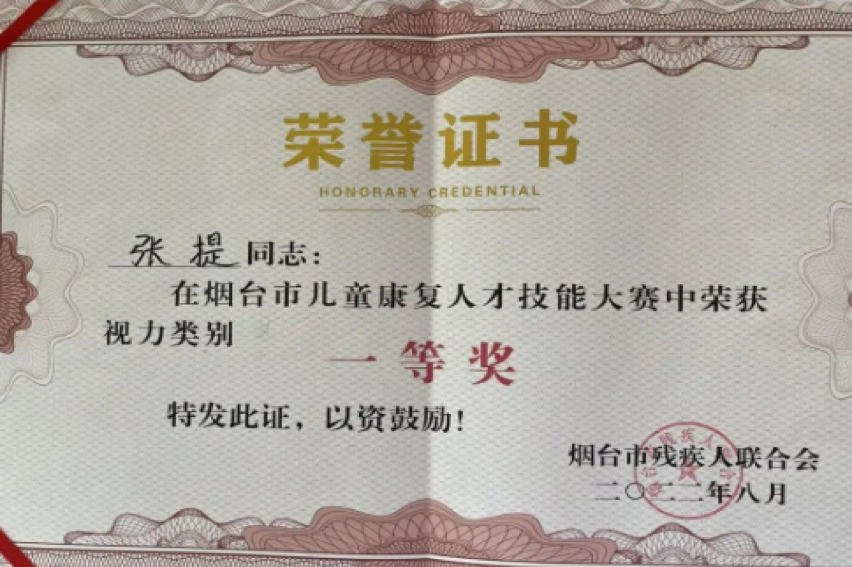 荣誉证书
HONORARY CREDENTIAL
张提同志：
在烟台市儿童康复人才技能大赛中荣获
视力类别
一等奖
特发此证，以资鼓励！
烟台市残疾人联合会
二〇二二年八月